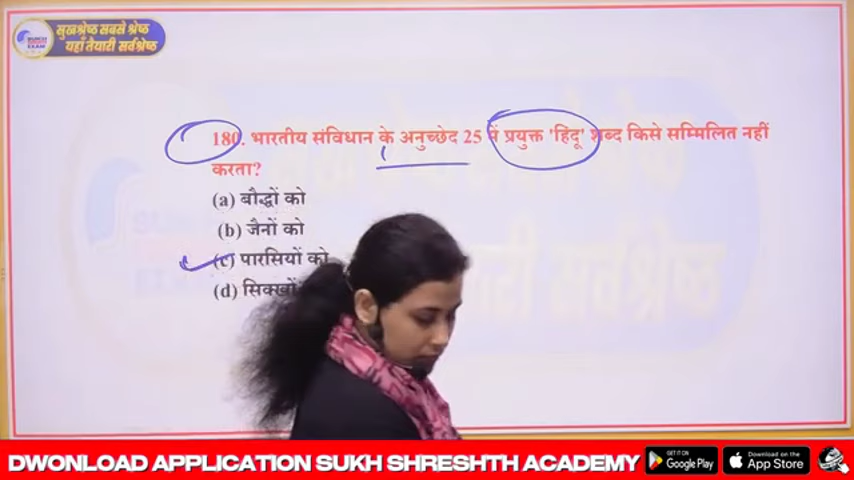 सुखश्रेष्ठ सबसे श्रेष्ठ
यहाँ तैयारी सर्वश्रेष्ठ
EXAM
180. भारतीय संविधान के अनुच्छेद 25 में प्रयुक्त 'हिंदू' शब्द किसे सम्मिलित नहीं
करता?
(a) बौद्धों को
(b) जैनों को
(c) पारसियों को
(d) सिक्खों
DWONLOAD APPLICATION SUKH SHRESHTH ACADEMY
GET IT ON
Google Play
Download on the
App Store